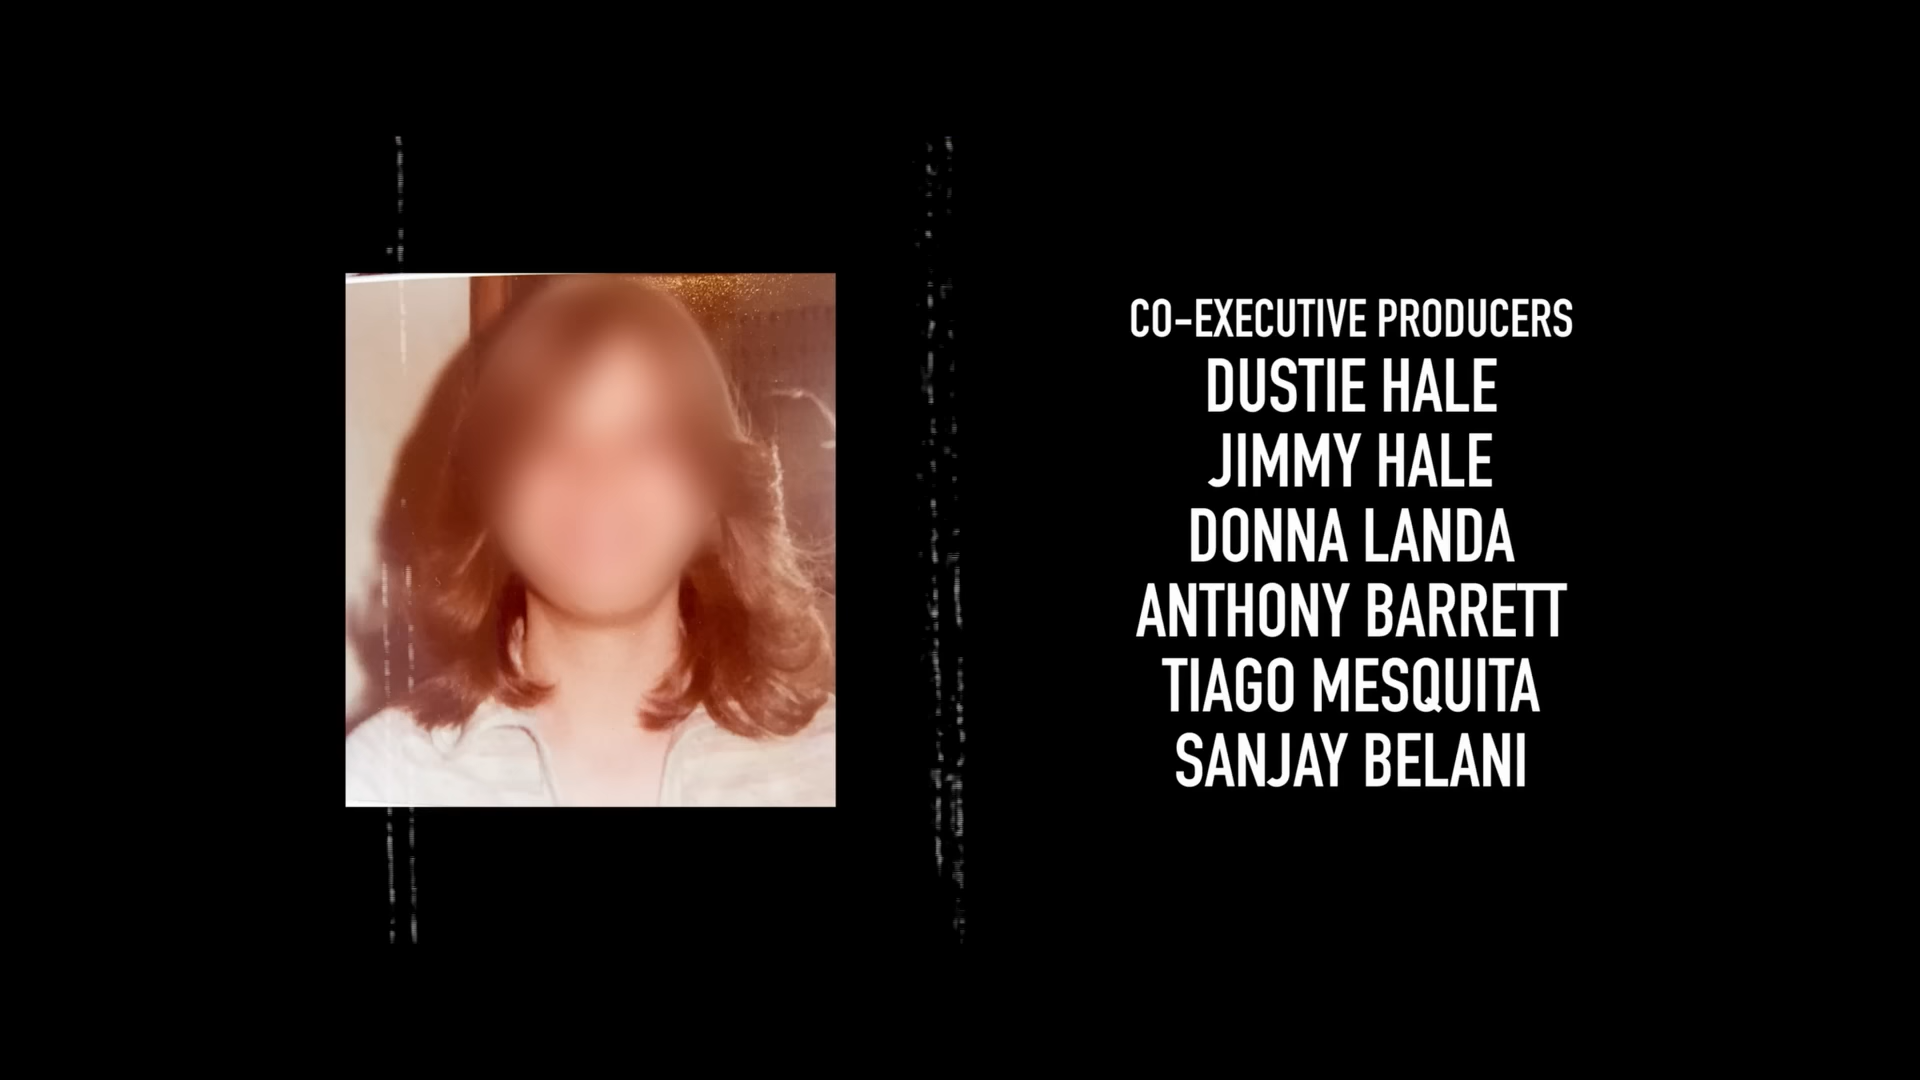 CO-EXECUTIVE PRODUCERS
DUSTIE HALE
JIMMY HALE
DONNA LANDA
ANTHONY BARRETT
TIAGO MESQUITA
SANJAY BELANI